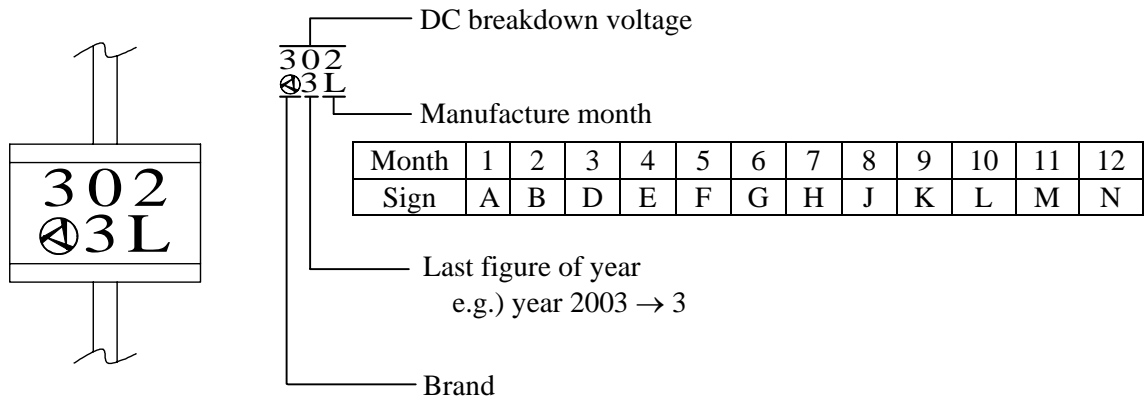 DC breakdown voltage
302
3L
Manufacture month
Month 1 2 3 4 5 6 7 8 9 10 11 12
Sign A B D E F G H J K L M N
302
3L
Last figure of year
e.g.) year 2003 → 3
Brand